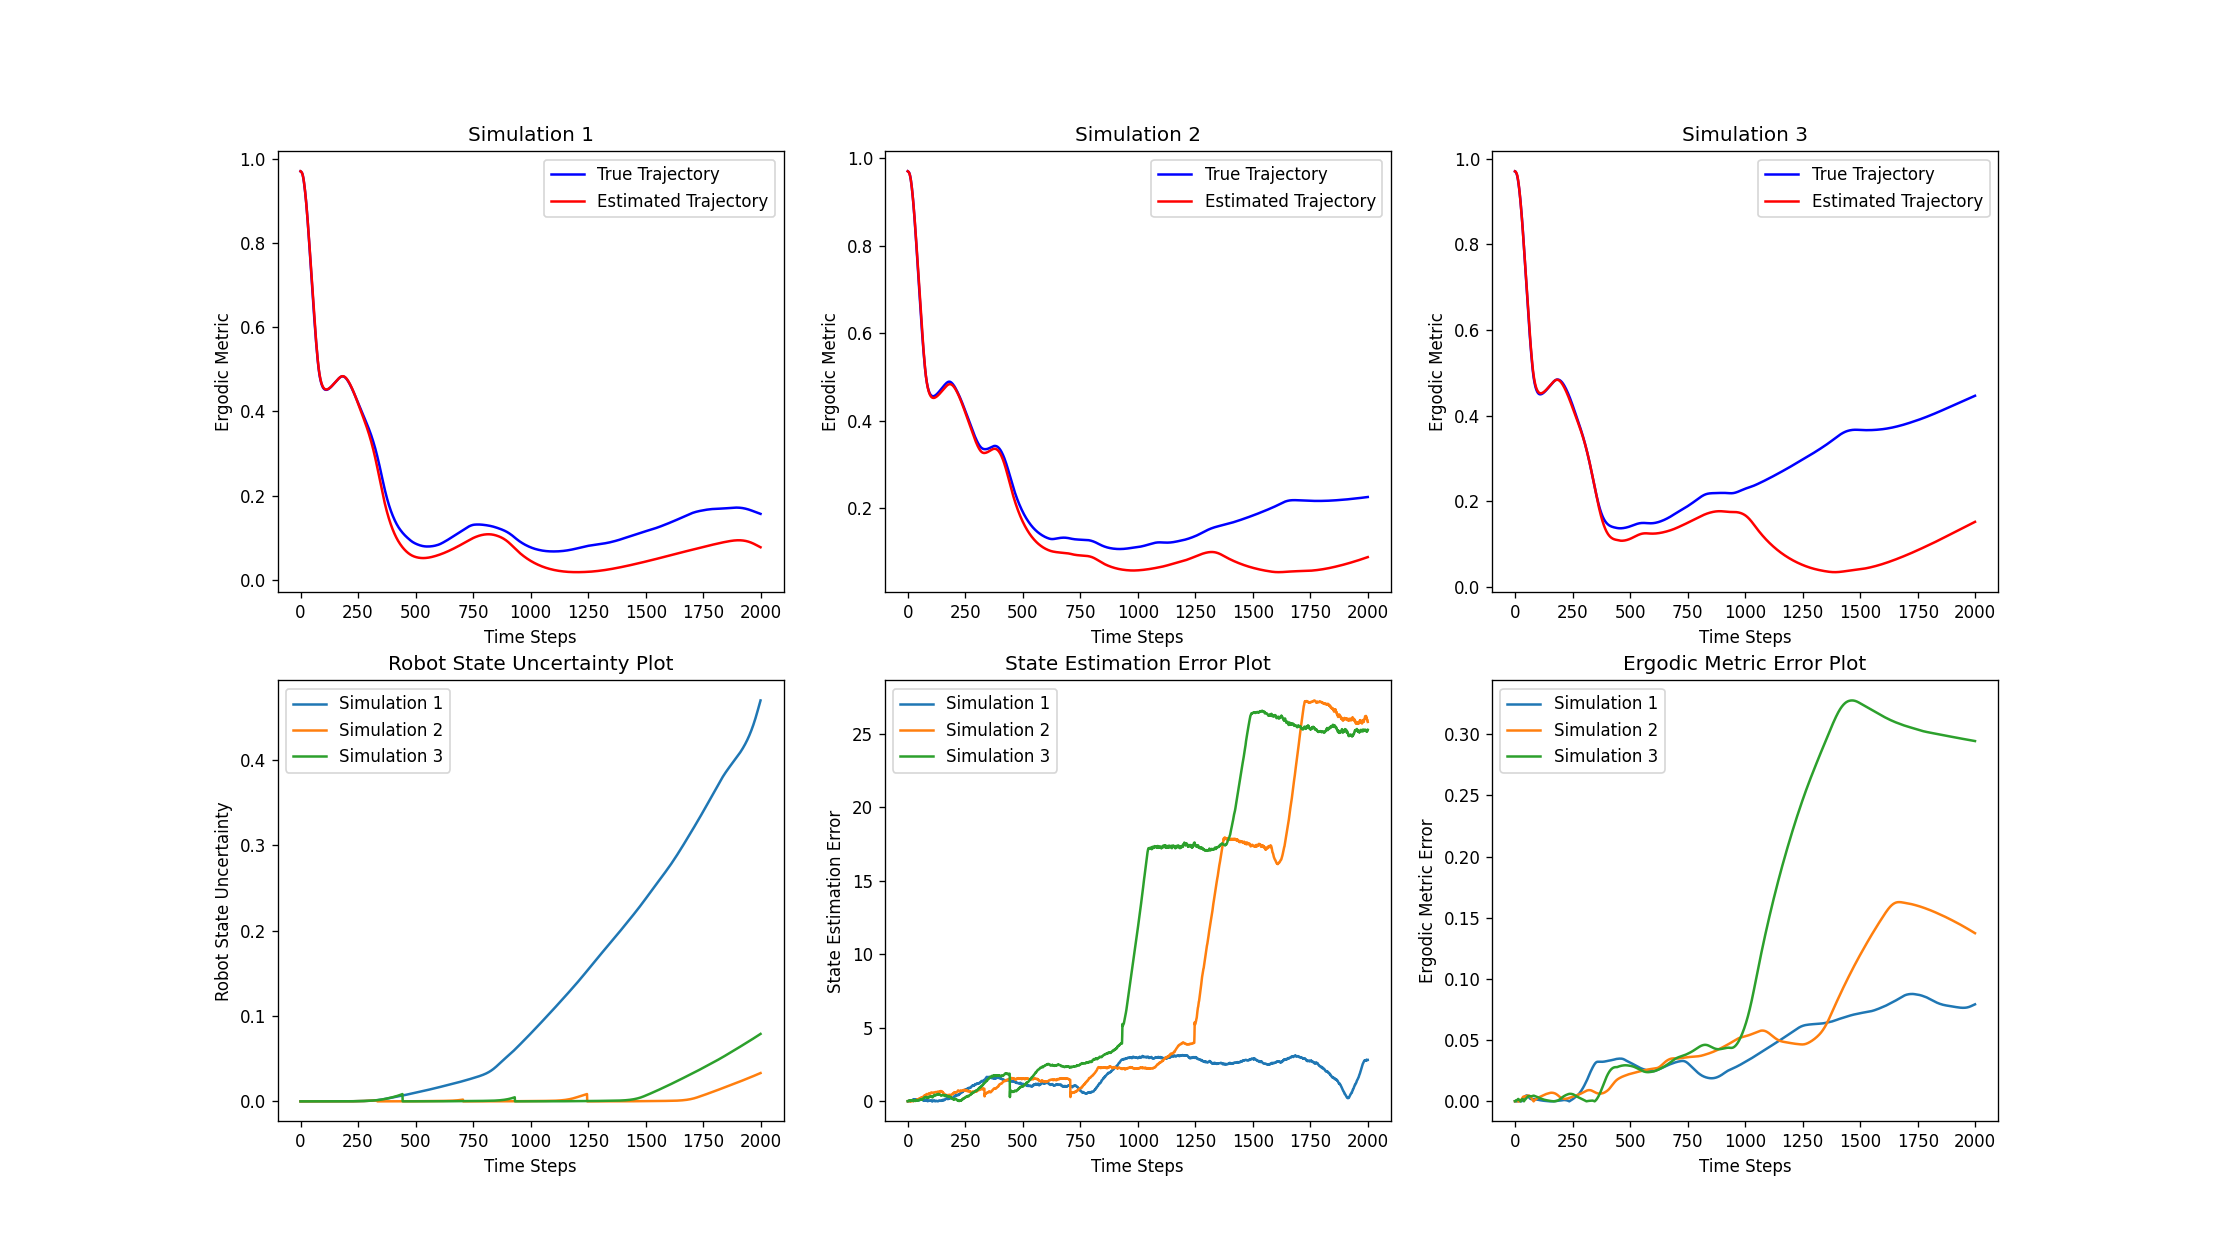 Simulation 1
Ergodic Metric
1.0
0.8
0.6
0.4
0.2
0.0
True Trajectory
Estimated Trajectory
0 250 500 750 1000 1250 1500 1750 2000
Time Steps
Simulation 2
Ergodic Metric
1.0
0.8
0.6
0.4
0.2
True Trajectory
Estimated Trajectory
0 250 500 750 1000 1250 1500 1750 2000
Time Steps
Simulation 3
Ergodic Metric
1.0
0.8
0.6
0.4
0.2
0.0
True Trajectory
Estimated Trajectory
0 250 500 750 1000 1250 1500 1750 2000
Time Steps
Robot State Uncertainty Plot
Robot State Uncertainty
0.4
0.3
0.2
0.1
0.0
Simulation 1
Simulation 2
Simulation 3
0 250 500 750 1000 1250 1500 1750 2000
Time Steps
State Estimation Error Plot
State Estimation Error
25
20
15
10
5
0
Simulation 1
Simulation 2
Simulation 3
0 250 500 750 1000 1250 1500 1750 2000
Time Steps
Ergodic Metric Error Plot
Ergodic Metric Error
0.30
0.25
0.20
0.15
0.10
0.05
0.00
Simulation 1
Simulation 2
Simulation 3
0 250 500 750 1000 1250 1500 1750 2000
Time Steps